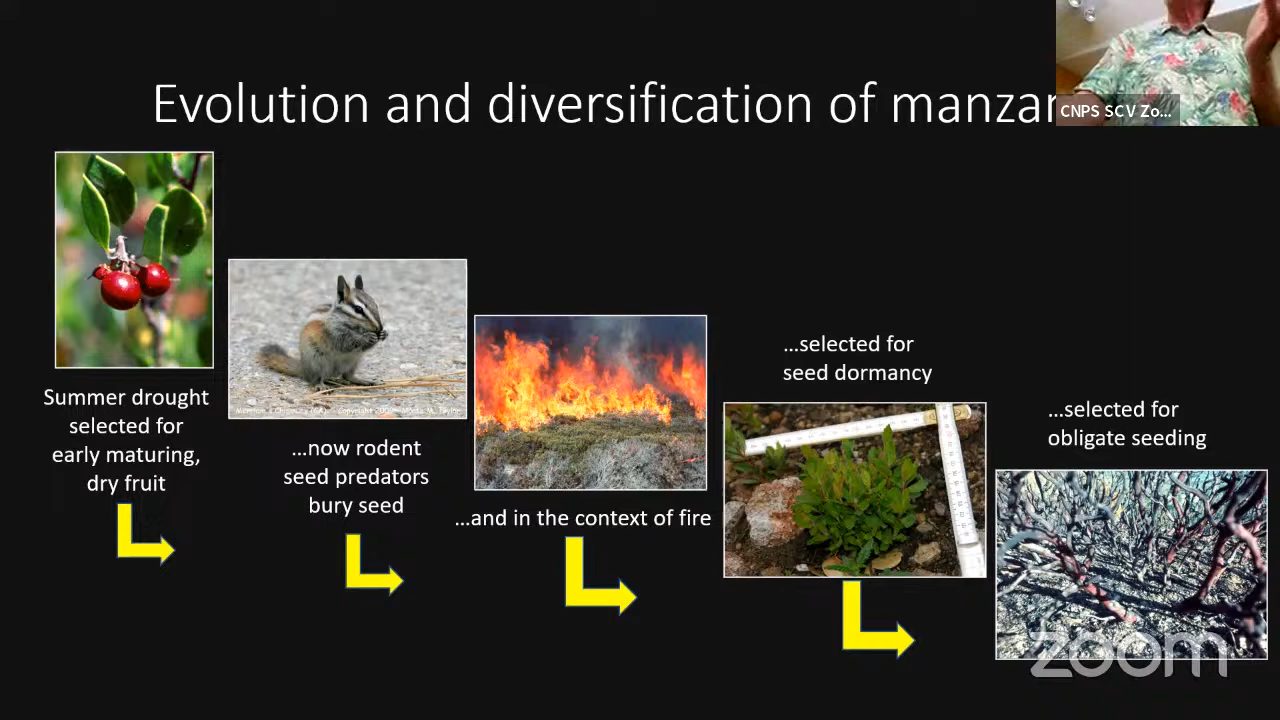 Evolution and diversification of manzan
CNPS SCV Zo...
Summer drought
selected for
early maturing,
dry fruit
...now rodent
seed predators
bury seed
...and in the context of fire
...selected for
seed dormancy
...selected for
obligate seeding
zoom